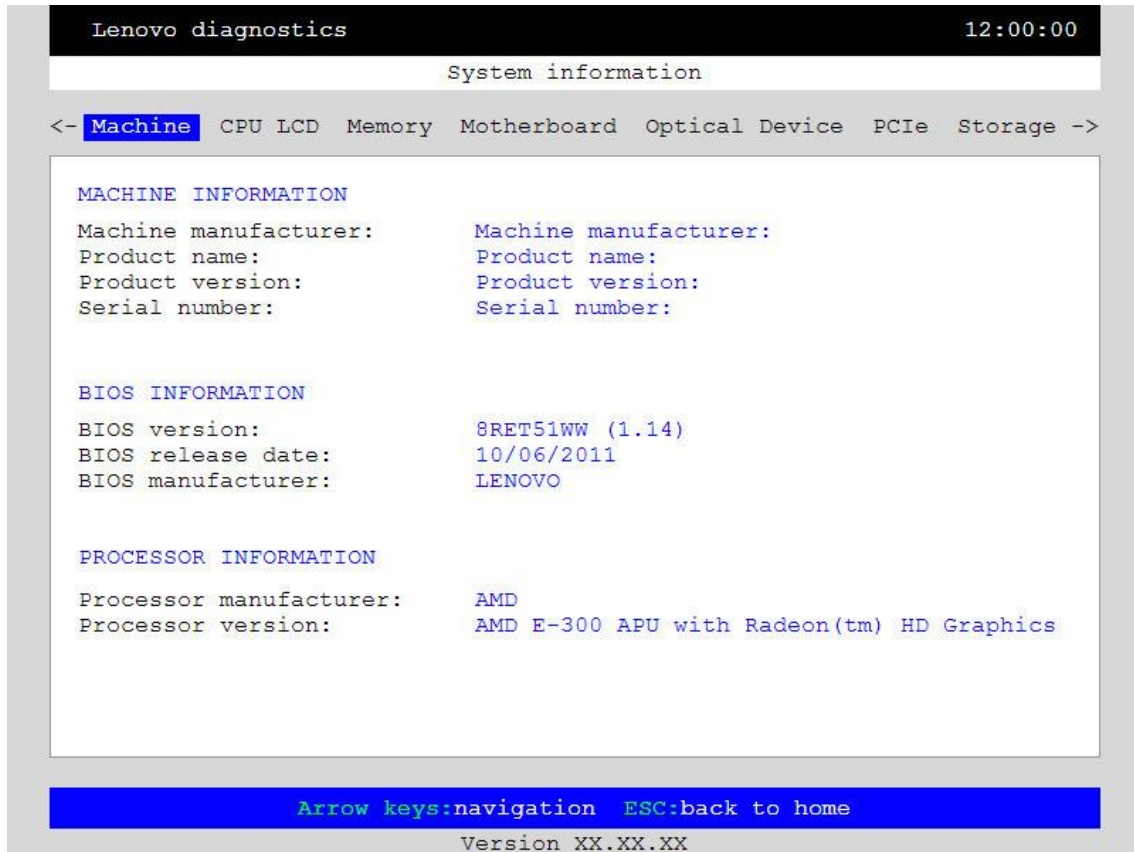 Lenovo diagnostics 12:00:00
System information
<- Machine CPU LCD Memory Motherboard Optical Device PCIe Storage ->
MACHINE INFORMATION
Machine manufacturer: Machine manufacturer:
Product name: Product name:
Product version: Product version:
Serial number: Serial number:
BIOS INFORMATION
BIOS version: 8RET51WW (1.14)
BIOS release date: 10/06/2011
BIOS manufacturer: LENOVO
PROCESSOR INFORMATION
Processor manufacturer: AMD
Processor version: AMD E-300 APU with Radeon(tm) HD Graphics
Arrow keys:navigation ESC:back to home
Version XX.XX.XX